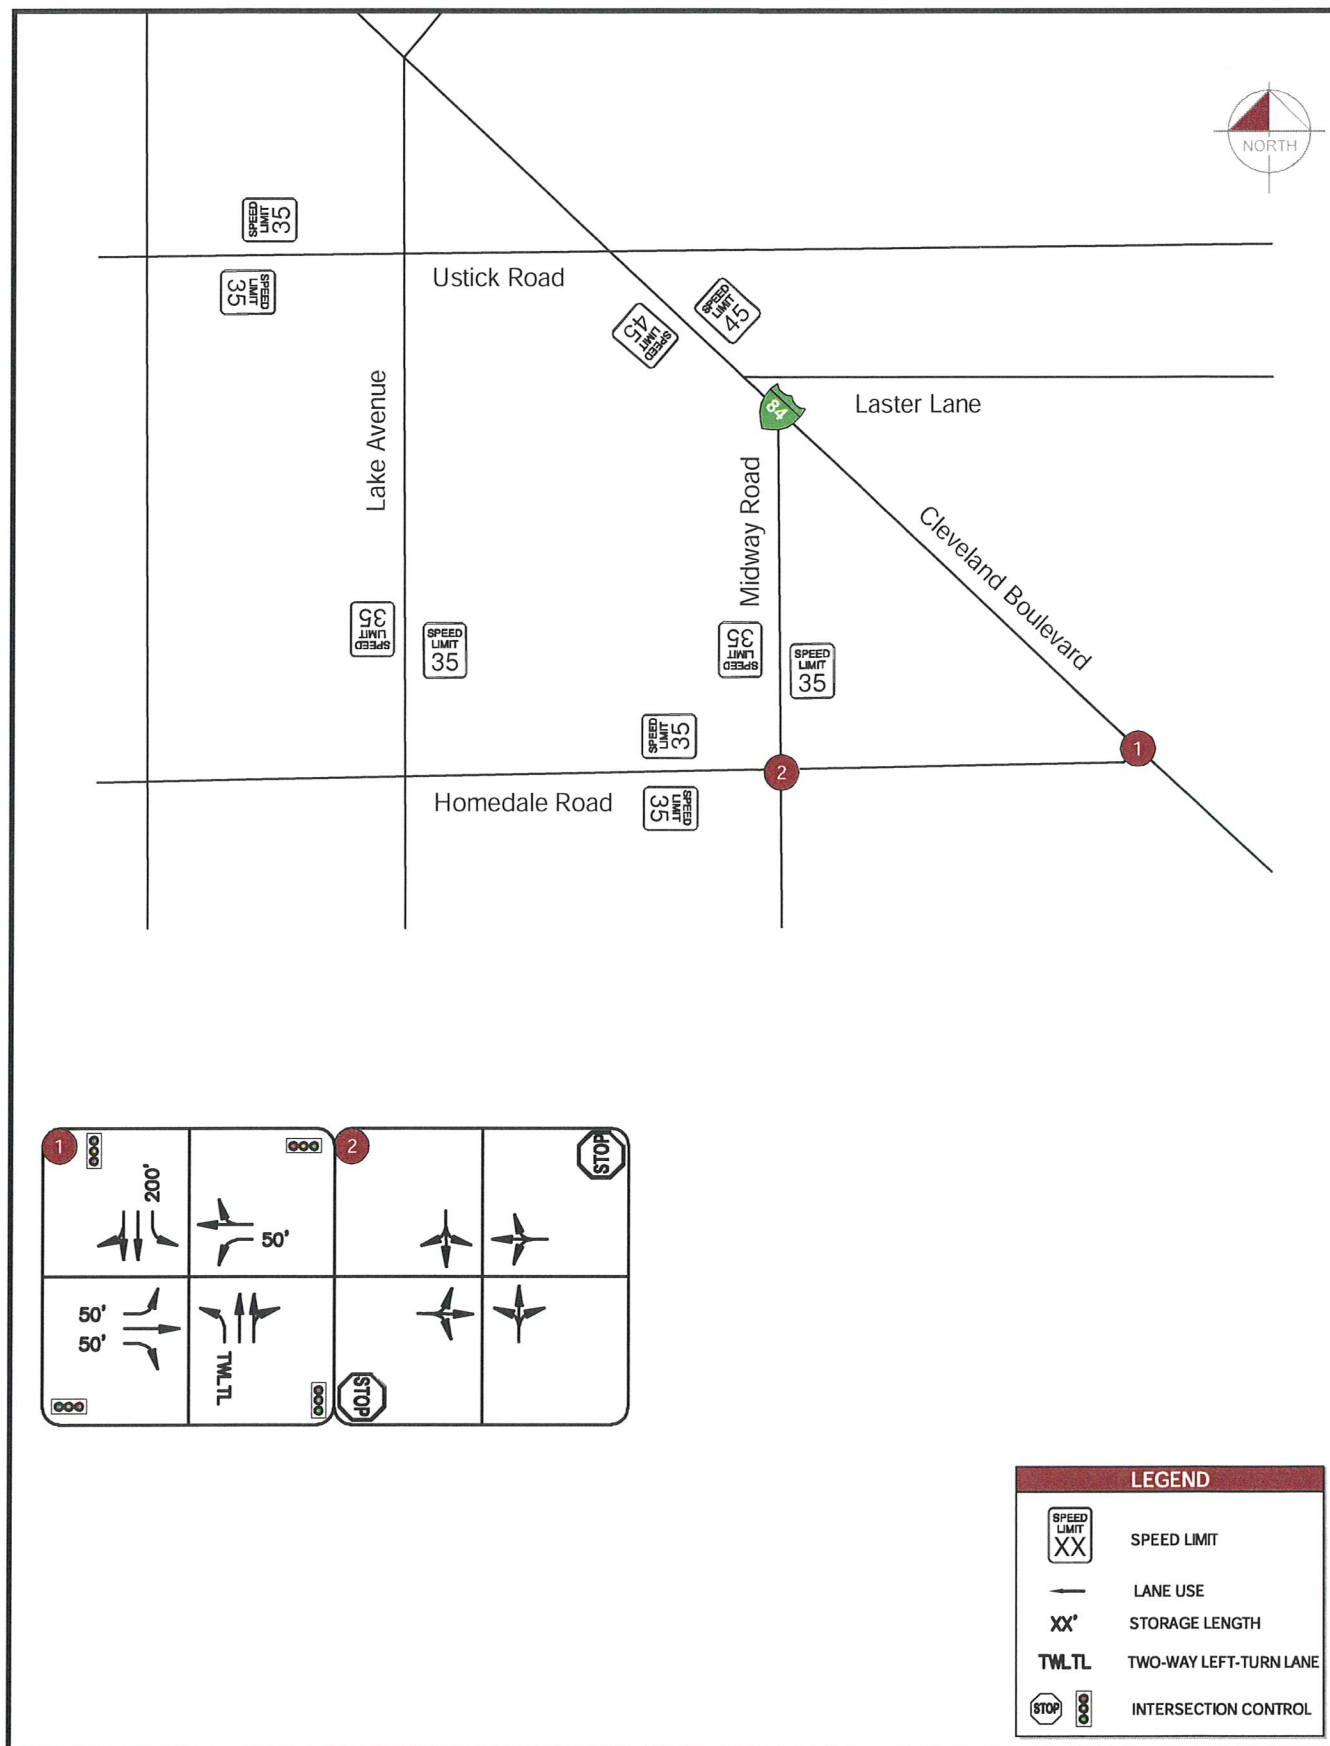 NORTH
SPEED
LIMIT
35
SPEED
LIMIT
35
Ustick Road
SPEED
LIMIT
45
SPEED
LIMIT
45
84
Laster Lane
Lake Avenue
Midway Road
Cleveland Boulevard
SPEED
LIMIT
35
SPEED
LIMIT
35
SPEED
LIMIT
35
SPEED
LIMIT
35
SPEED
LIMIT
35
1
2
Homedale Road
SPEED
LIMIT
35
1
200'
50'
50'
50'
TWLTL
2
STOP
STOP
LEGEND
SPEED
LIMIT
XX
SPEED LIMIT
LANE USE
XX'
STORAGE LENGTH
TWLTL
TWO-WAY LEFT-TURN LANE
STOP
INTERSECTION CONTROL